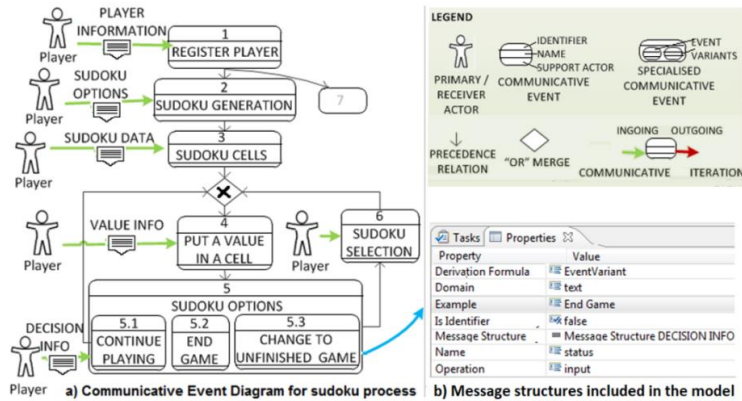 PLAYER
INFORMATION
Player
1
REGISTER PLAYER
SUDOKU
OPTIONS
Player
2
SUDOKU GENERATION
7
SUDOKU DATA
Player
3
SUDOKU CELLS
VALUE INFO
Player
4
PUT A VALUE
IN A CELL
Player
6
SUDOKU
SELECTION
5
SUDOKU OPTIONS
DECISION
INFO
Player
5.1
CONTINUE
PLAYING
5.2
END
GAME
5.3
CHANGE TO
UNFINISHED GAME
a) Communicative Event Diagram for sudoku process
LEGEND
PRIMARY /
RECEIVER
ACTOR
IDENTIFIER
NAME
SUPPORT ACTOR
COMMUNICATIVE
EVENT
EVENT
VARIANTS
SPECIALISED
COMMUNICATIVE
EVENT
PRECEDENCE
RELATION
"OR" MERGE
INGOING OUTGOING
COMMUNICATIVE ITERATION
Tasks Properties
Property Value
Derivation Formula EventVariant
Domain text
Example End Game
Is Identifier false
Message Structure Message Structure DECISION INFO
Name status
Operation input
b) Message structures included in the model